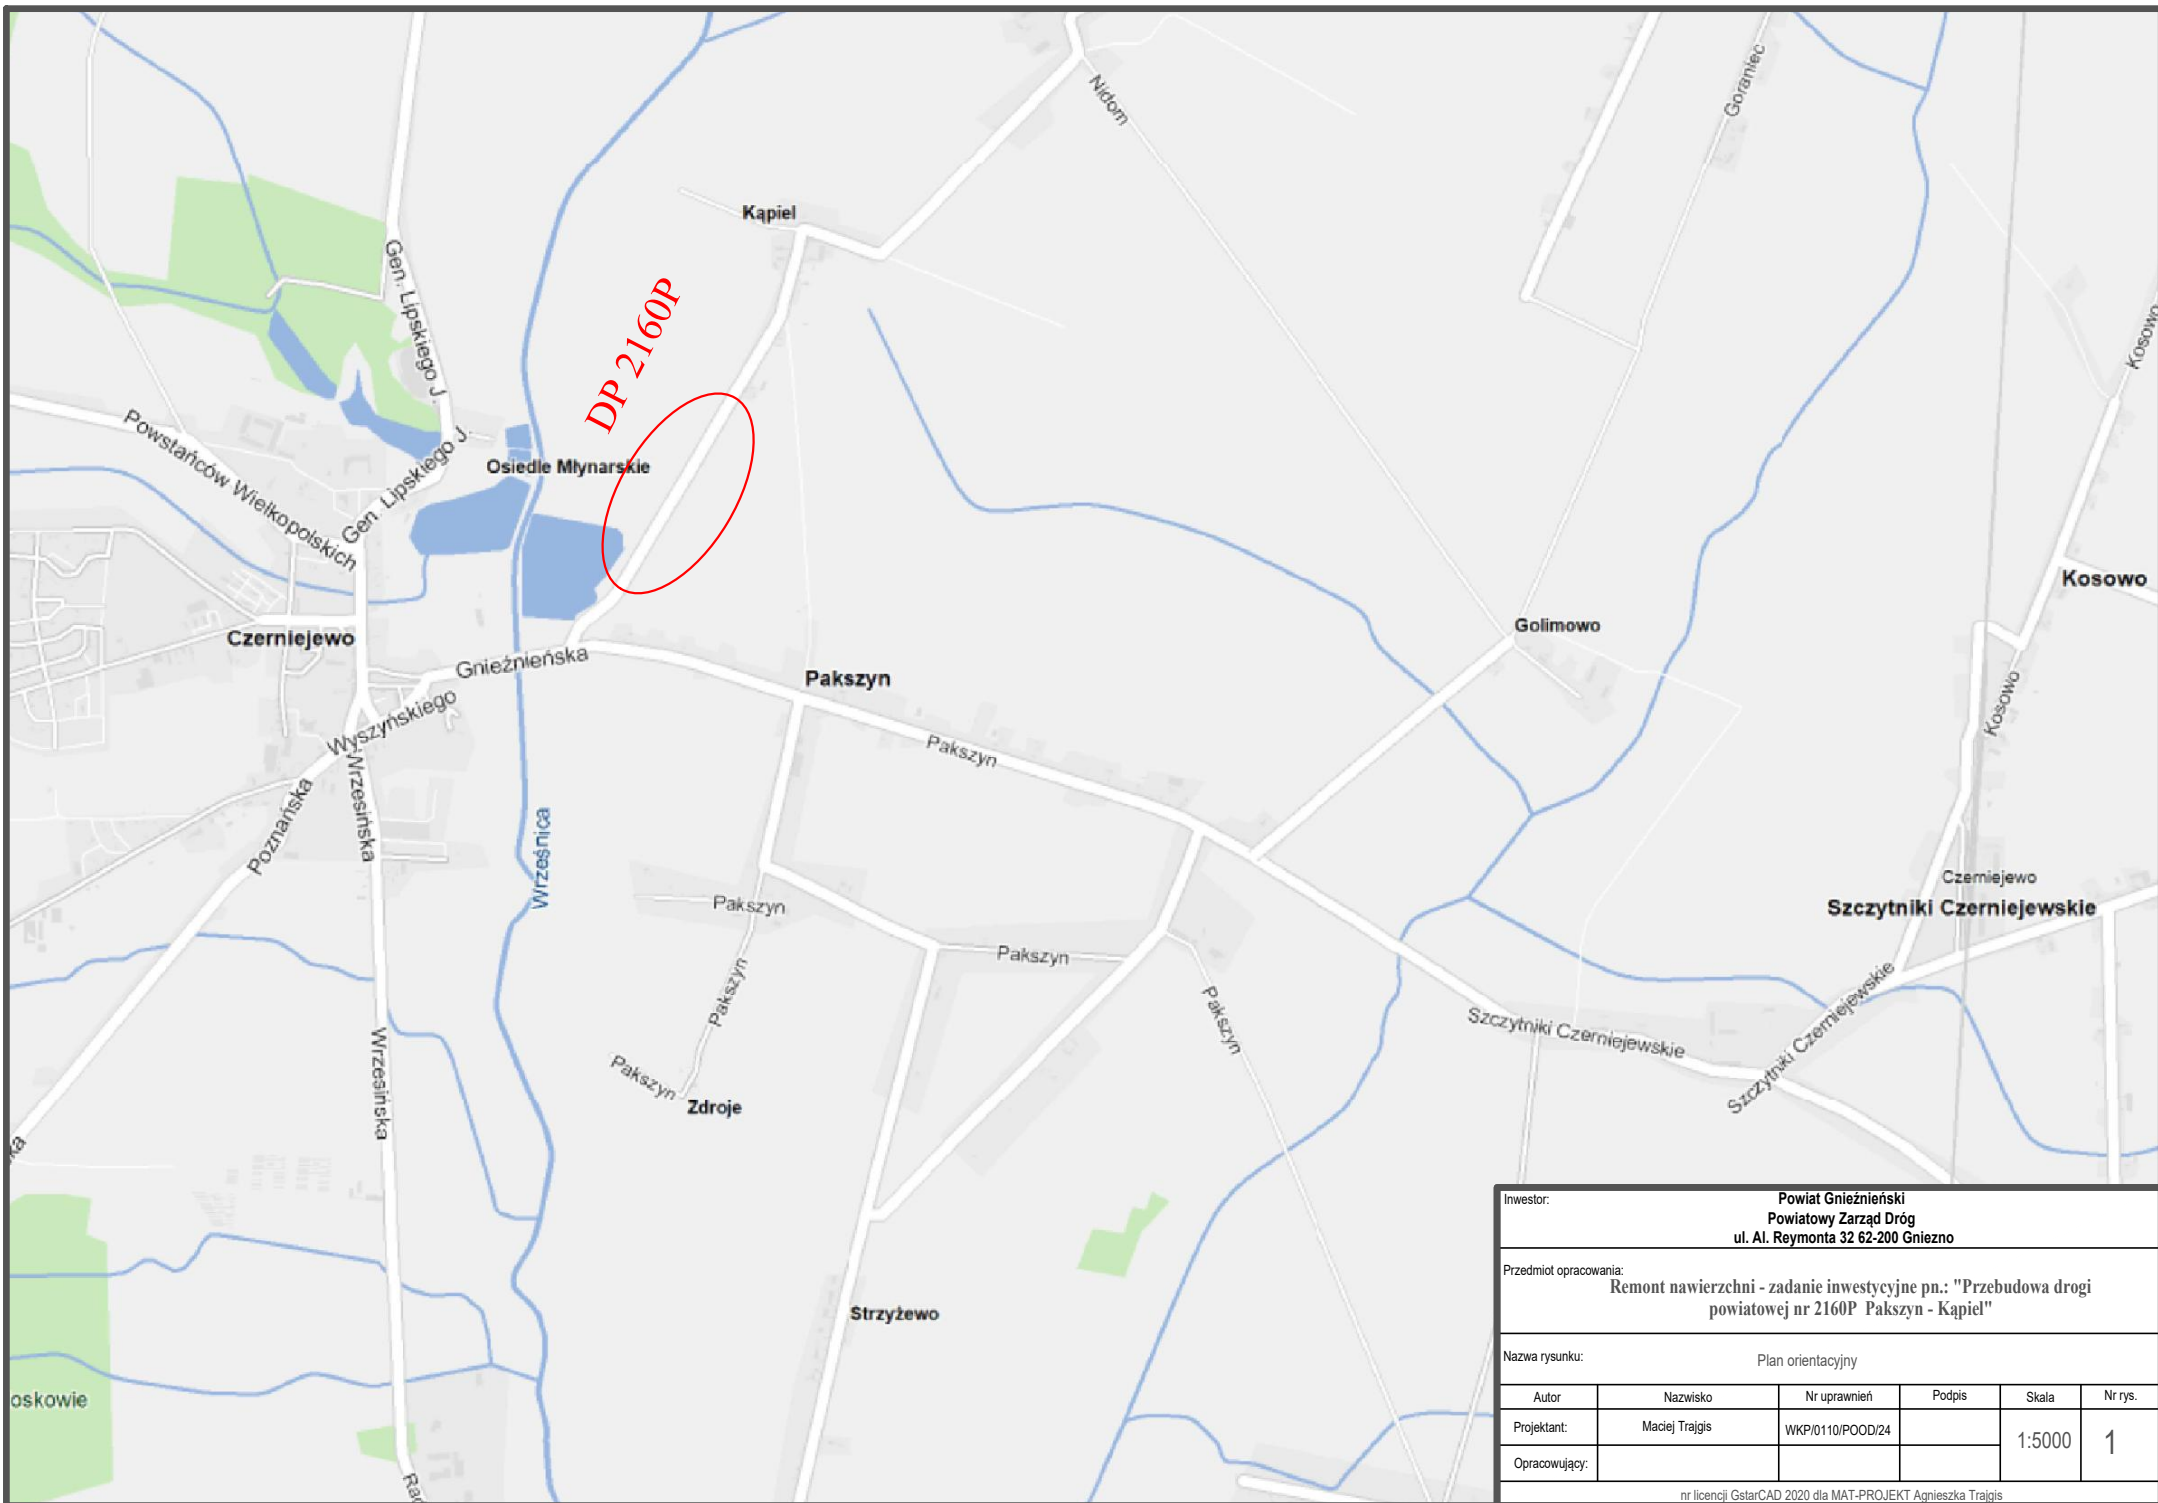 Nidom
Goraniec
Kąpiel
Gen. Lipskiego J.
DP 2160P
Kosowo
Powstańców Wielkopolskich
Gen. Lipskiego J.
Osiedle Młynarskie
Kosowo
Czerniejewo
Golimowo
Gnieźnieńska
Pakszyn
Kosowo
Wyszyńskiego
Pakszyn
Poznańska
Wrzesińska
Wrześnica
Czerniejewo
Szczytniki Czerniejewskie
Pakszyn
Pakszyn
Pakszyn
Pakszyn
Szczytniki Czerniejewskie
Szczytniki Czerniejewskie
Wrzesińska
Pakszyn
Zdroje
ka
Strzyżewo
oskowie
Rac
Inwestor:
Powiat Gnieźnieński
Powiatowy Zarząd Dróg
ul. Al. Reymonta 32 62-200 Gniezno
Przedmiot opracowania:
Remont nawierzchni - zadanie inwestycyjne pn.: "Przebudowa drogi
powiatowej nr 2160P Pakszyn - Kąpiel"
Nazwa rysunku: Plan orientacyjny
Autor Nazwisko Nr uprawnień Podpis Skala Nr rys.
Projektant: Maciej Trajgis WKP/0110/POOD/24 1:5000 1
Opracowujący:
nr licencji GstarCAD 2020 dla MAT-PROJEKT Agnieszka Trajgis